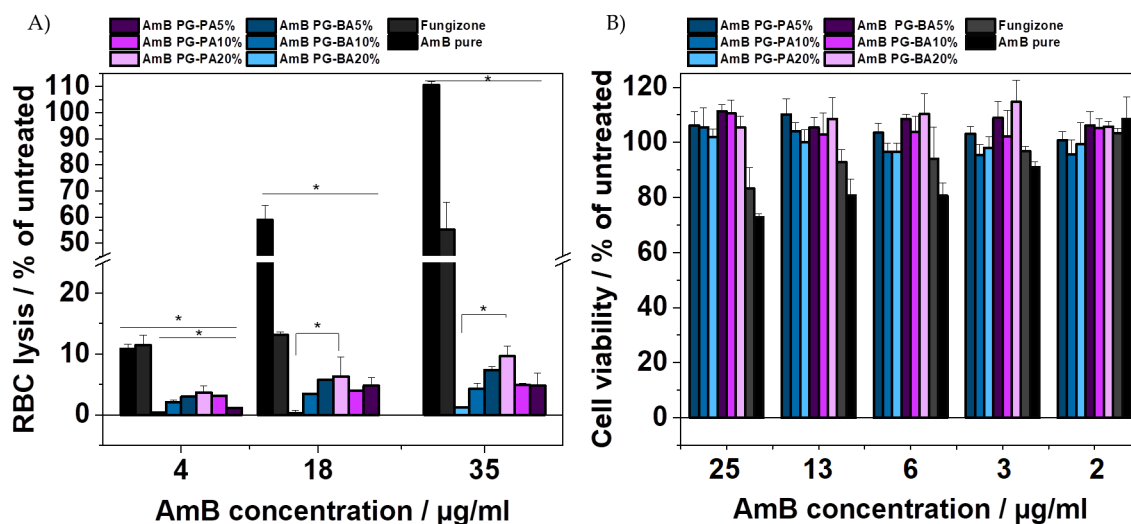 A)
AmB PG-PA5% AmB PG-BA5% Fungizone
AmB PG-PA10% AmB PG-BA10% AmB pure
AmB PG-PA20% AmB PG-BA20%
RBC lysis / % of untreated
110
100
90
80
70
60
50
20
10
0
*
*
*
*
*
*
4 18 35
AmB concentration / µg/ml
B)
AmB PG-PA5% AmB PG-BA5% Fungizone
AmB PG-PA10% AmB PG-BA10% AmB pure
AmB PG-PA20% AmB PG-BA20%
Cell viability / % of untreated
120
100
80
60
40
20
0
25 13 6 3 2
AmB concentration / µg/ml